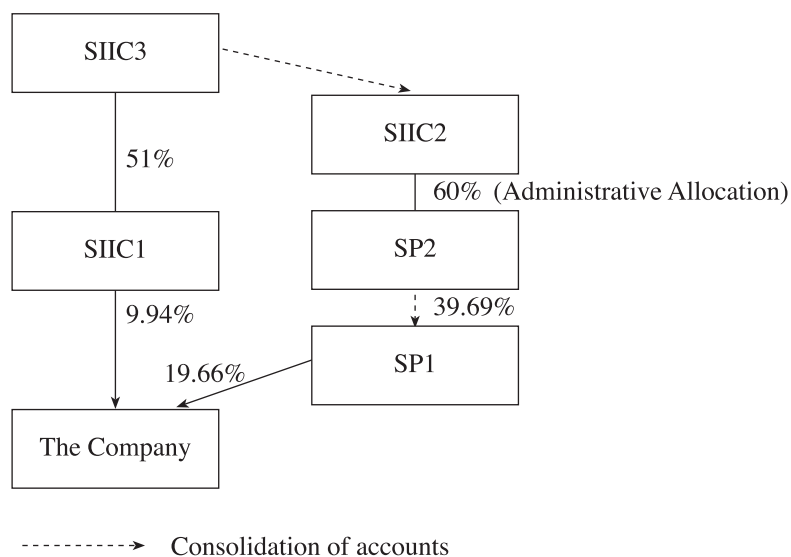 SIIC3
SIIC2
51%
60% (Administrative Allocation)
SIIC1
SP2
9.94%
39.69%
19.66%
SP1
The Company
Consolidation of accounts